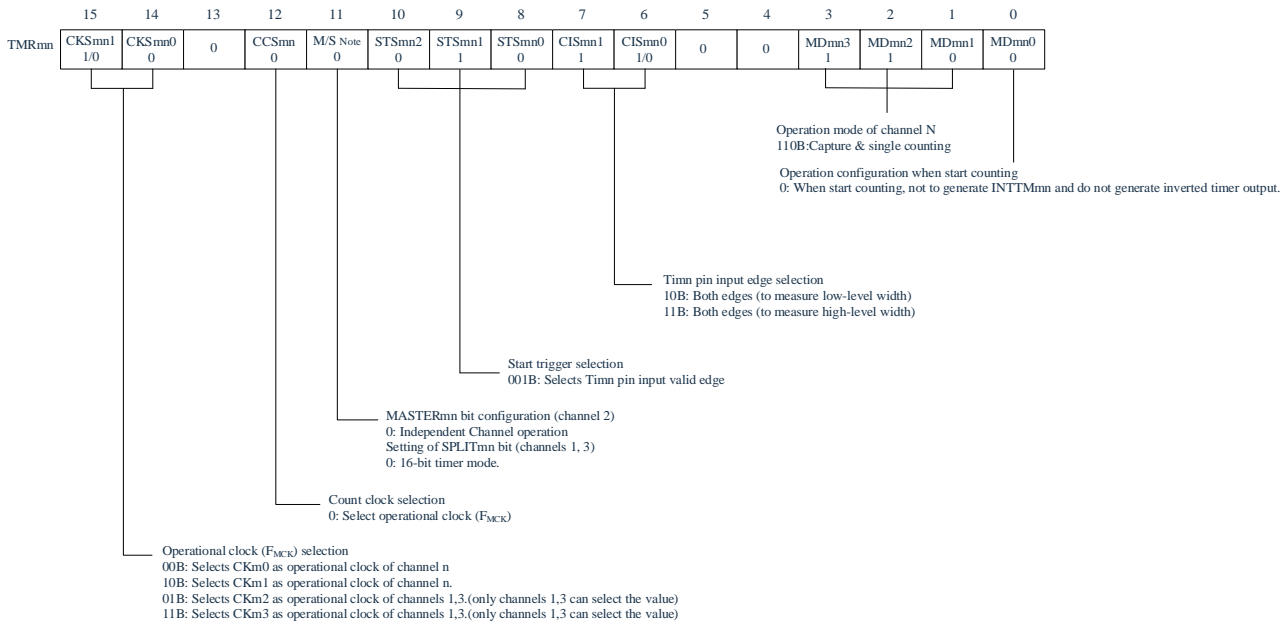 15 14 13 12 11 10 9 8 7 6 5 4 3 2 1 0
TMRmn CKSmn1 CKSmn0 0 CCSmn M/S Note STSmn2 STSmn1 STSmn0 CISmn1 CISmn0 0 0 MDmn3 MDmn2 MDmn1 MDmn0
1/0 0 0 0 0 1 0 1 1/0 1 1 0 0
Operation mode of channel N
110B:Capture & single counting
Operation configuration when start counting
0: When start counting, not to generate INTTMmn and do not generate inverted timer output.
Timn pin input edge selection
10B: Both edges (to measure low-level width)
11B: Both edges (to measure high-level width)
Start trigger selection
001B: Selects Timn pin input valid edge
MASTERmn bit configuration (channel 2)
0: Independent Channel operation
Setting of SPLITmn bit (channels 1, 3)
0: 16-bit timer mode.
Count clock selection
0: Select operational clock (FMCK)
Operational clock (FMCK) selection
00B: Selects CKm0 as operational clock of channel n
10B: Selects CKm1 as operational clock of channel n.
01B: Selects CKm2 as operational clock of channels 1,3.(only channels 1,3 can select the value)
11B: Selects CKm3 as operational clock of channels 1,3.(only channels 1,3 can select the value)